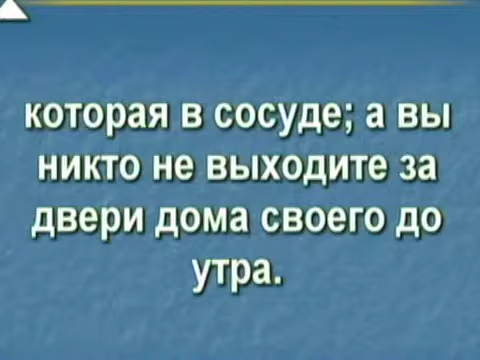 которая в сосуде; а вы
никто не выходите за
двери дома своего до
утра.